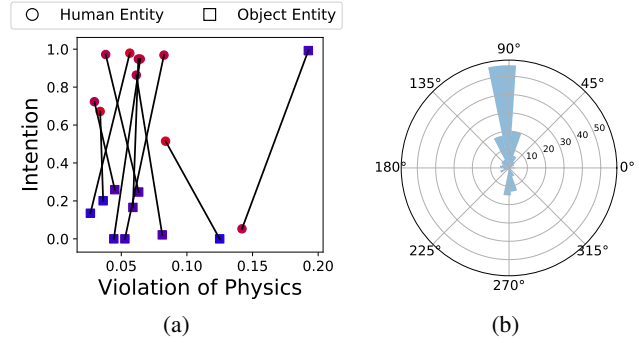 Human Entity Object Entity
1.0
0.8
0.6
0.4
0.2
0.0
Intention
0.05 0.10 0.15 0.20
Violation of Physics
(a)
90°
135° 45°
180° 0°
10 20 30 40 50
225° 315°
270°
(b)